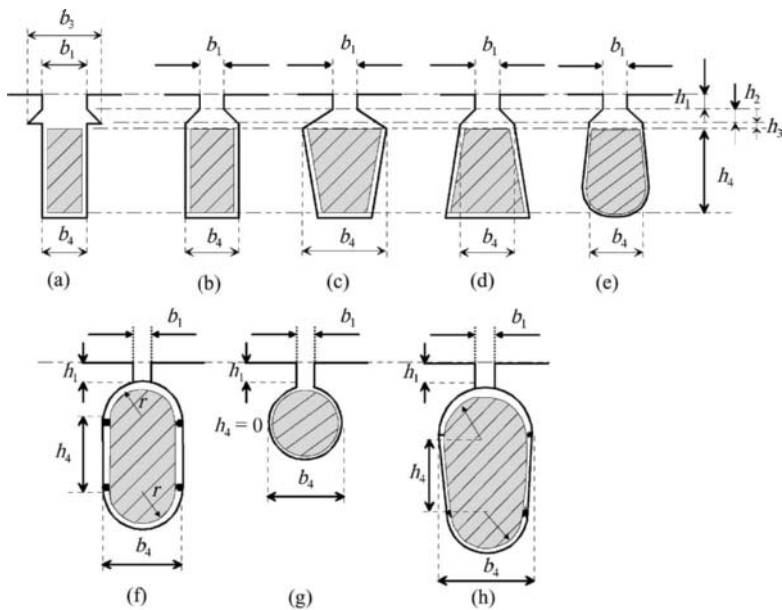 b₃
b₁ b₁ b₁ b₁ b₁
h₁ h₂
h₃
h₄
b₄ b₄ b₄ b₄ b₄
(a) (b) (c) (d) (e)
b₁ b₁ b₁
h₁ h₁ h₁
r
h₄ h₄ = 0 h₄
r
b₄ b₄ b₄
(f) (g) (h)